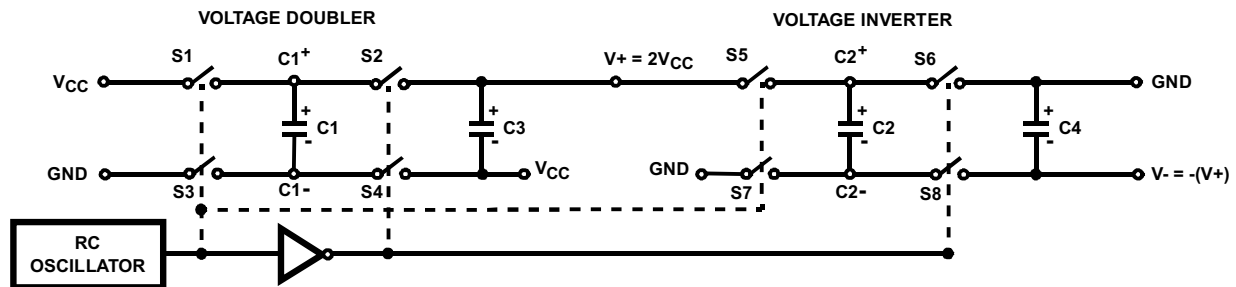 VOLTAGE DOUBLER
VOLTAGE INVERTER
S1
C1+
S2
V+ = 2VCC
S5
C2+
S6
VCC
GND
+
C1
-
+
C3
-
+
C2
-
+
C4
-
GND
S3
C1-
S4
VCC
GND
S7
C2-
S8
V- = -(V+)
RC
OSCILLATOR